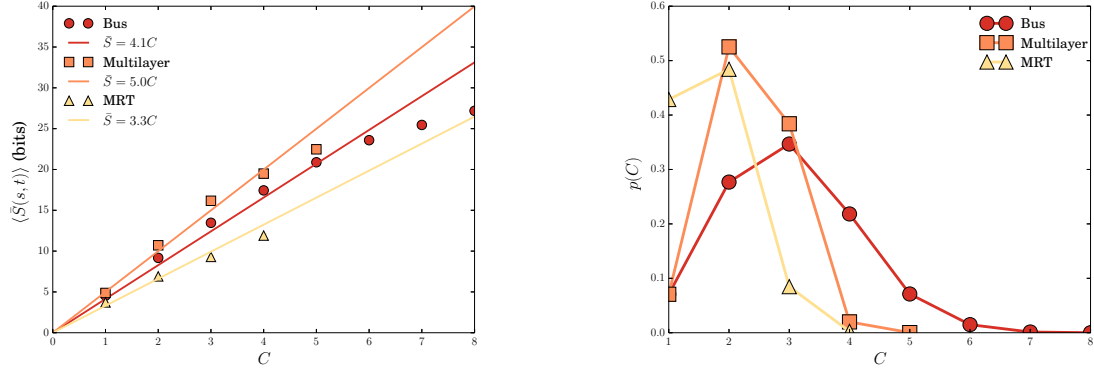 40
35
30
25
20
15
10
5
0
⟨S̄(s,t)⟩ (bits)
Bus
S̄ = 4.1C
Multilayer
S̄ = 5.0C
MRT
S̄ = 3.3C
0 1 2 3 4 5 6 7 8
C
0.6
0.5
0.4
0.3
0.2
0.1
0.0
p(C)
Bus
Multilayer
MRT
1 2 3 4 5 6 7 8
C